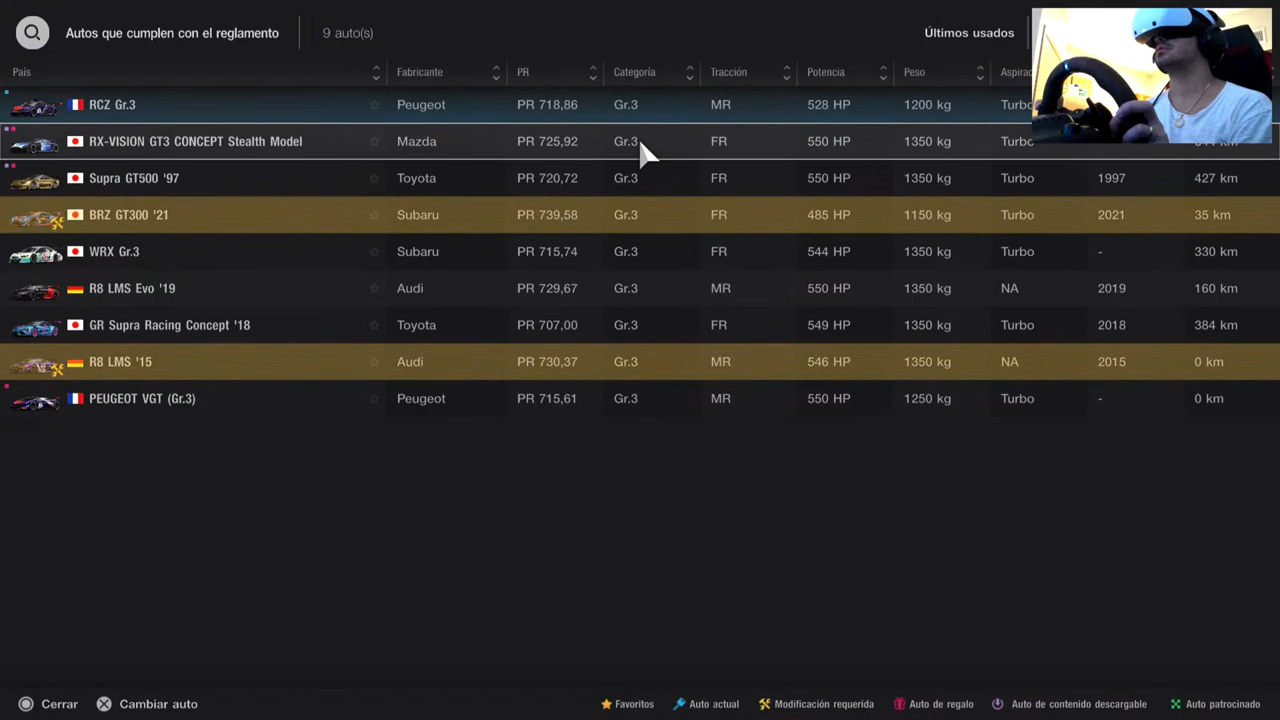 Autos que cumplen con el reglamento 9 auto(s) Últimos usados
País Fabricante PR Categoría Tracción Potencia Peso
RCZ Gr.3 Peugeot PR 718,86 Gr.3 MR 528 HP 1200 kg Turbo
RX-VISION GT3 CONCEPT Stealth Model Mazda PR 725,92 Gr.3 FR 550 HP 1350 kg Turbo
Supra GT500 '97 Toyota PR 720,72 Gr.3 FR 550 HP 1350 kg Turbo 1997 427 km
BRZ GT300 '21 Subaru PR 739,58 Gr.3 FR 485 HP 1150 kg Turbo 2021 35 km
WRX Gr.3 Subaru PR 715,74 Gr.3 FR 544 HP 1350 kg Turbo - 330 km
R8 LMS Evo '19 Audi PR 729,67 Gr.3 MR 550 HP 1350 kg NA 2019 160 km
GR Supra Racing Concept '18 Toyota PR 707,00 Gr.3 FR 549 HP 1350 kg Turbo 2018 384 km
R8 LMS '15 Audi PR 730,37 Gr.3 MR 546 HP 1350 kg NA 2015 0 km
PEUGEOT VGT (Gr.3) Peugeot PR 715,61 Gr.3 MR 550 HP 1250 kg Turbo - 0 km
Cerrar Cambiar auto Favoritos Auto actual Modificación requerida Auto de regalo Auto de contenido descargable Auto patrocinado